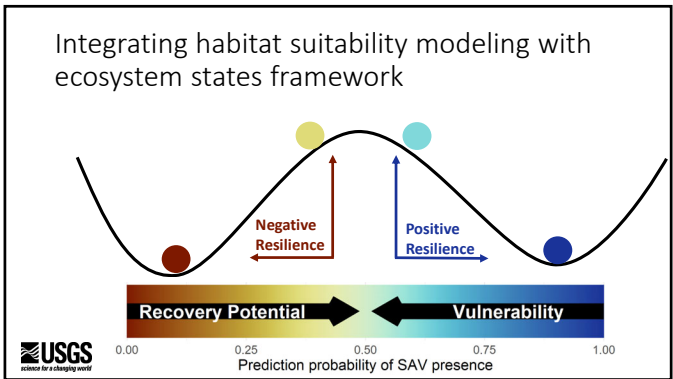 Integrating habitat suitability modeling with
ecosystem states framework
Negative
Resilience
Positive
Resilience
Recovery Potential
Vulnerability
0.00
0.25
0.50
0.75
1.00
Prediction probability of SAV presence
USGS
science for a changing world